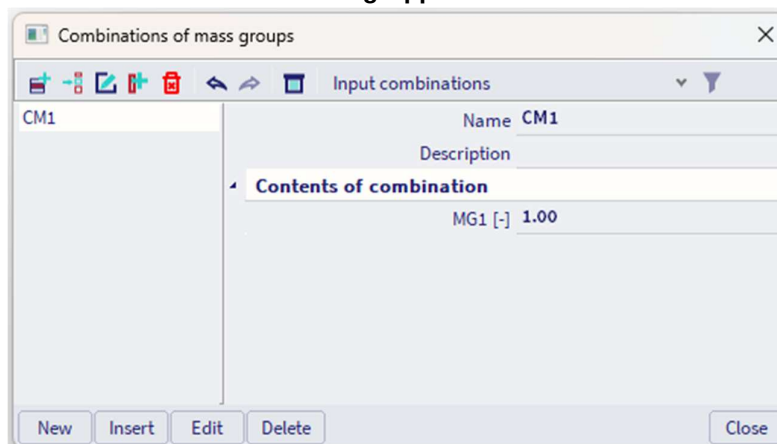 Combinations of mass groups
Input combinations
CM1
Name CM1
Description
Contents of combination
MG1 [-] 1.00
New Insert Edit Delete Close